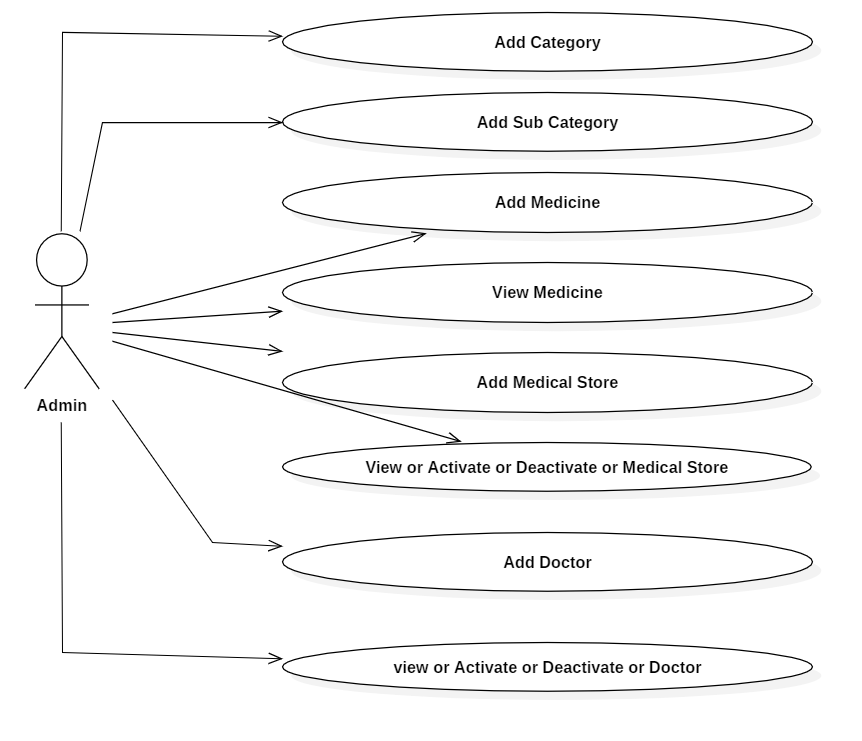 Add Category
Add Sub Category
Add Medicine
View Medicine
Add Medical Store
Admin
View or Activate or Deactivate or Medical Store
Add Doctor
view or Activate or Deactivate or Doctor